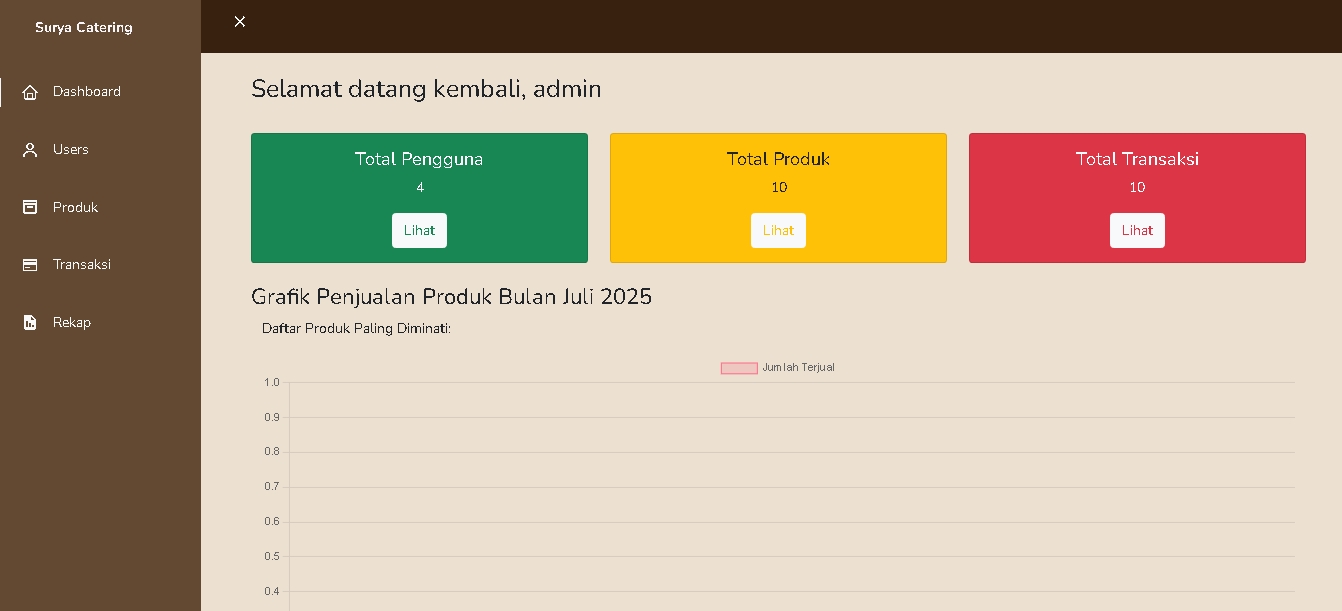 Surya Catering
Dashboard
Users
Produk
Transaksi
Rekap
Selamat datang kembali, admin
Total Pengguna
4
Lihat
Total Produk
10
Lihat
Total Transaksi
10
Lihat
Grafik Penjualan Produk Bulan Juli 2025
Daftar Produk Paling Diminati:
Jumlah Terjual
1.0
0.9
0.8
0.7
0.6
0.5
0.4